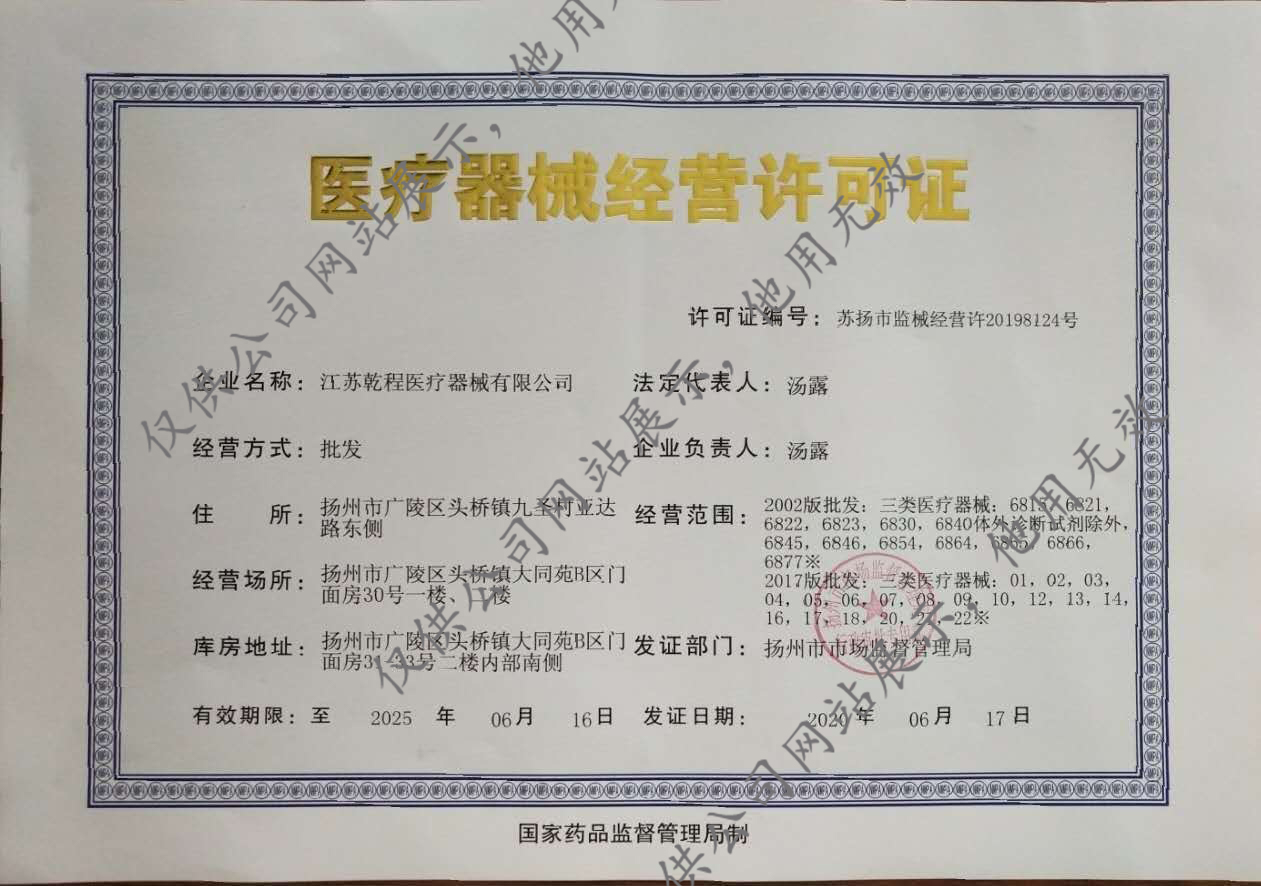 医疗器械经营许可证
许可证编号：苏扬市监械经营许20198124号
企业名称：江苏乾程医疗器械有限公司
法定代表人：汤露
经营方式：批发
企业负责人：汤露
住　　所：扬州市广陵区头桥镇九圣村亚达
路东侧
经营范围：2002版批发：三类医疗器械：6815，6821，
6822，6823，6830，6840体外诊断试剂除外，
6845，6846，6854，6864，6865，6866，
6877※
2017版批发：三类医疗器械：01，02，03，
04，05，06，07，08，09，10，12，13，14，
16，17，18，20，21，22※
经营场所：扬州市广陵区头桥镇大同苑B区门
面房30号一楼、二楼
库房地址：扬州市广陵区头桥镇大同苑B区门
面房31-33号二楼内部南侧
发证部门：扬州市市场监督管理局
有效期限：至 2025 年 06月 16日
发证日期： 2020 年 06月 17日
国家药品监督管理局制
仅供公司网站展示，他用无效
仅供公司网站展示，他用无效
供公司网站展示，他用无效